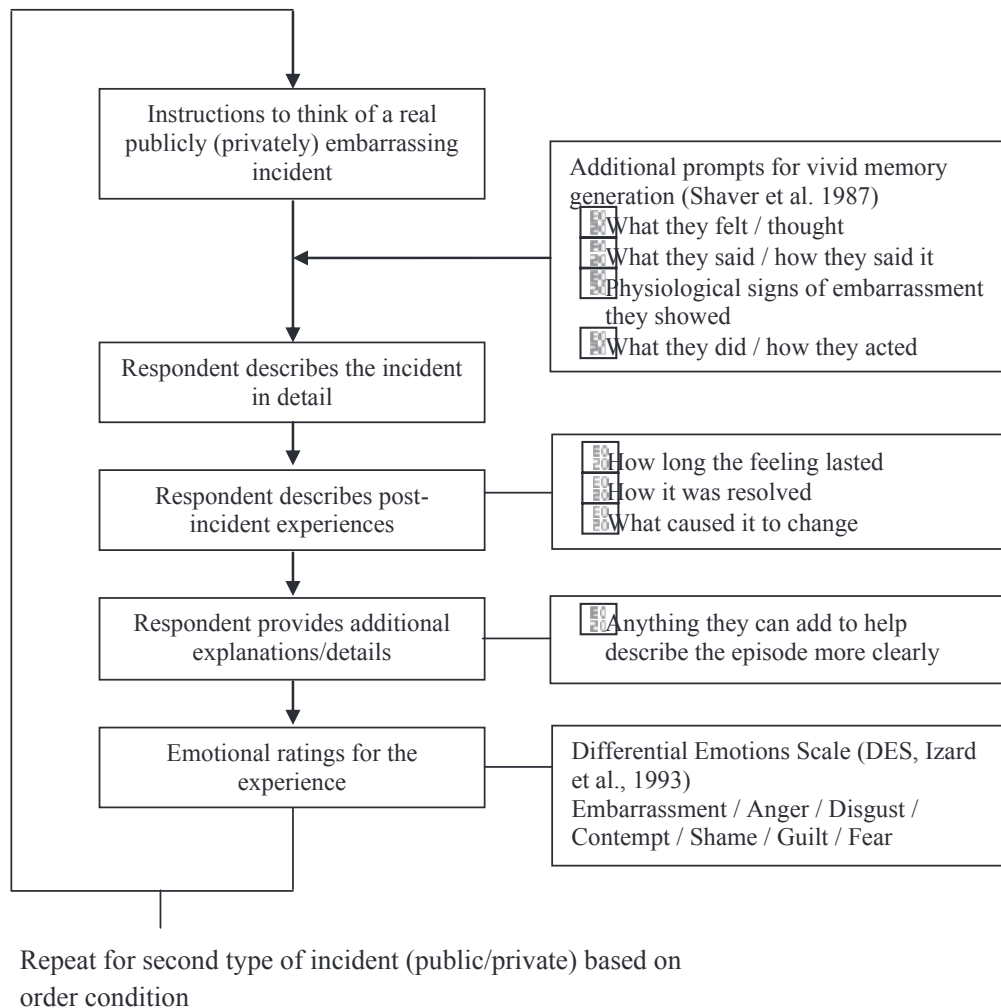 Instructions to think of a real
publicly (privately) embarrassing
incident
Additional prompts for vivid memory
generation (Shaver et al. 1987)
What they felt / thought
What they said / how they said it
Physiological signs of embarrassment
they showed
What they did / how they acted
Respondent describes the incident
in detail
Respondent describes post-
incident experiences
How long the feeling lasted
How it was resolved
What caused it to change
Respondent provides additional
explanations/details
Anything they can add to help
describe the episode more clearly
Emotional ratings for the
experience
Differential Emotions Scale (DES, Izard
et al., 1993)
Embarrassment / Anger / Disgust /
Contempt / Shame / Guilt / Fear
Repeat for second type of incident (public/private) based on
order condition